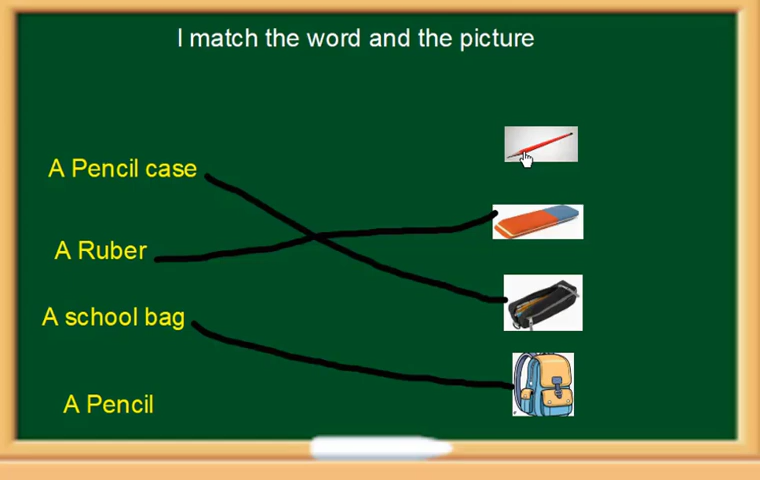 I match the word and the picture
A Pencil case
A Ruber
A school bag
A Pencil